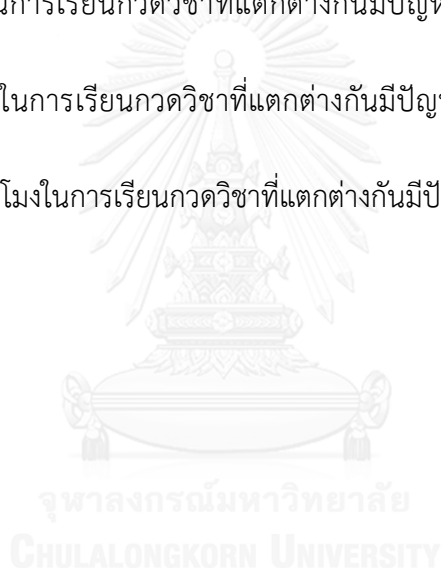 นการเรียนกวดวิชาที่แตกต่างกันมีปัญห
ในการเรียนกวดวิชาที่แตกต่างกันมีปัญ
โมงในการเรียนกวดวิชาที่แตกต่างกันมีปั
จุฬาลงกรณ์มหาวิทยาลัย
CHULALONGKORN UNIVERSITY